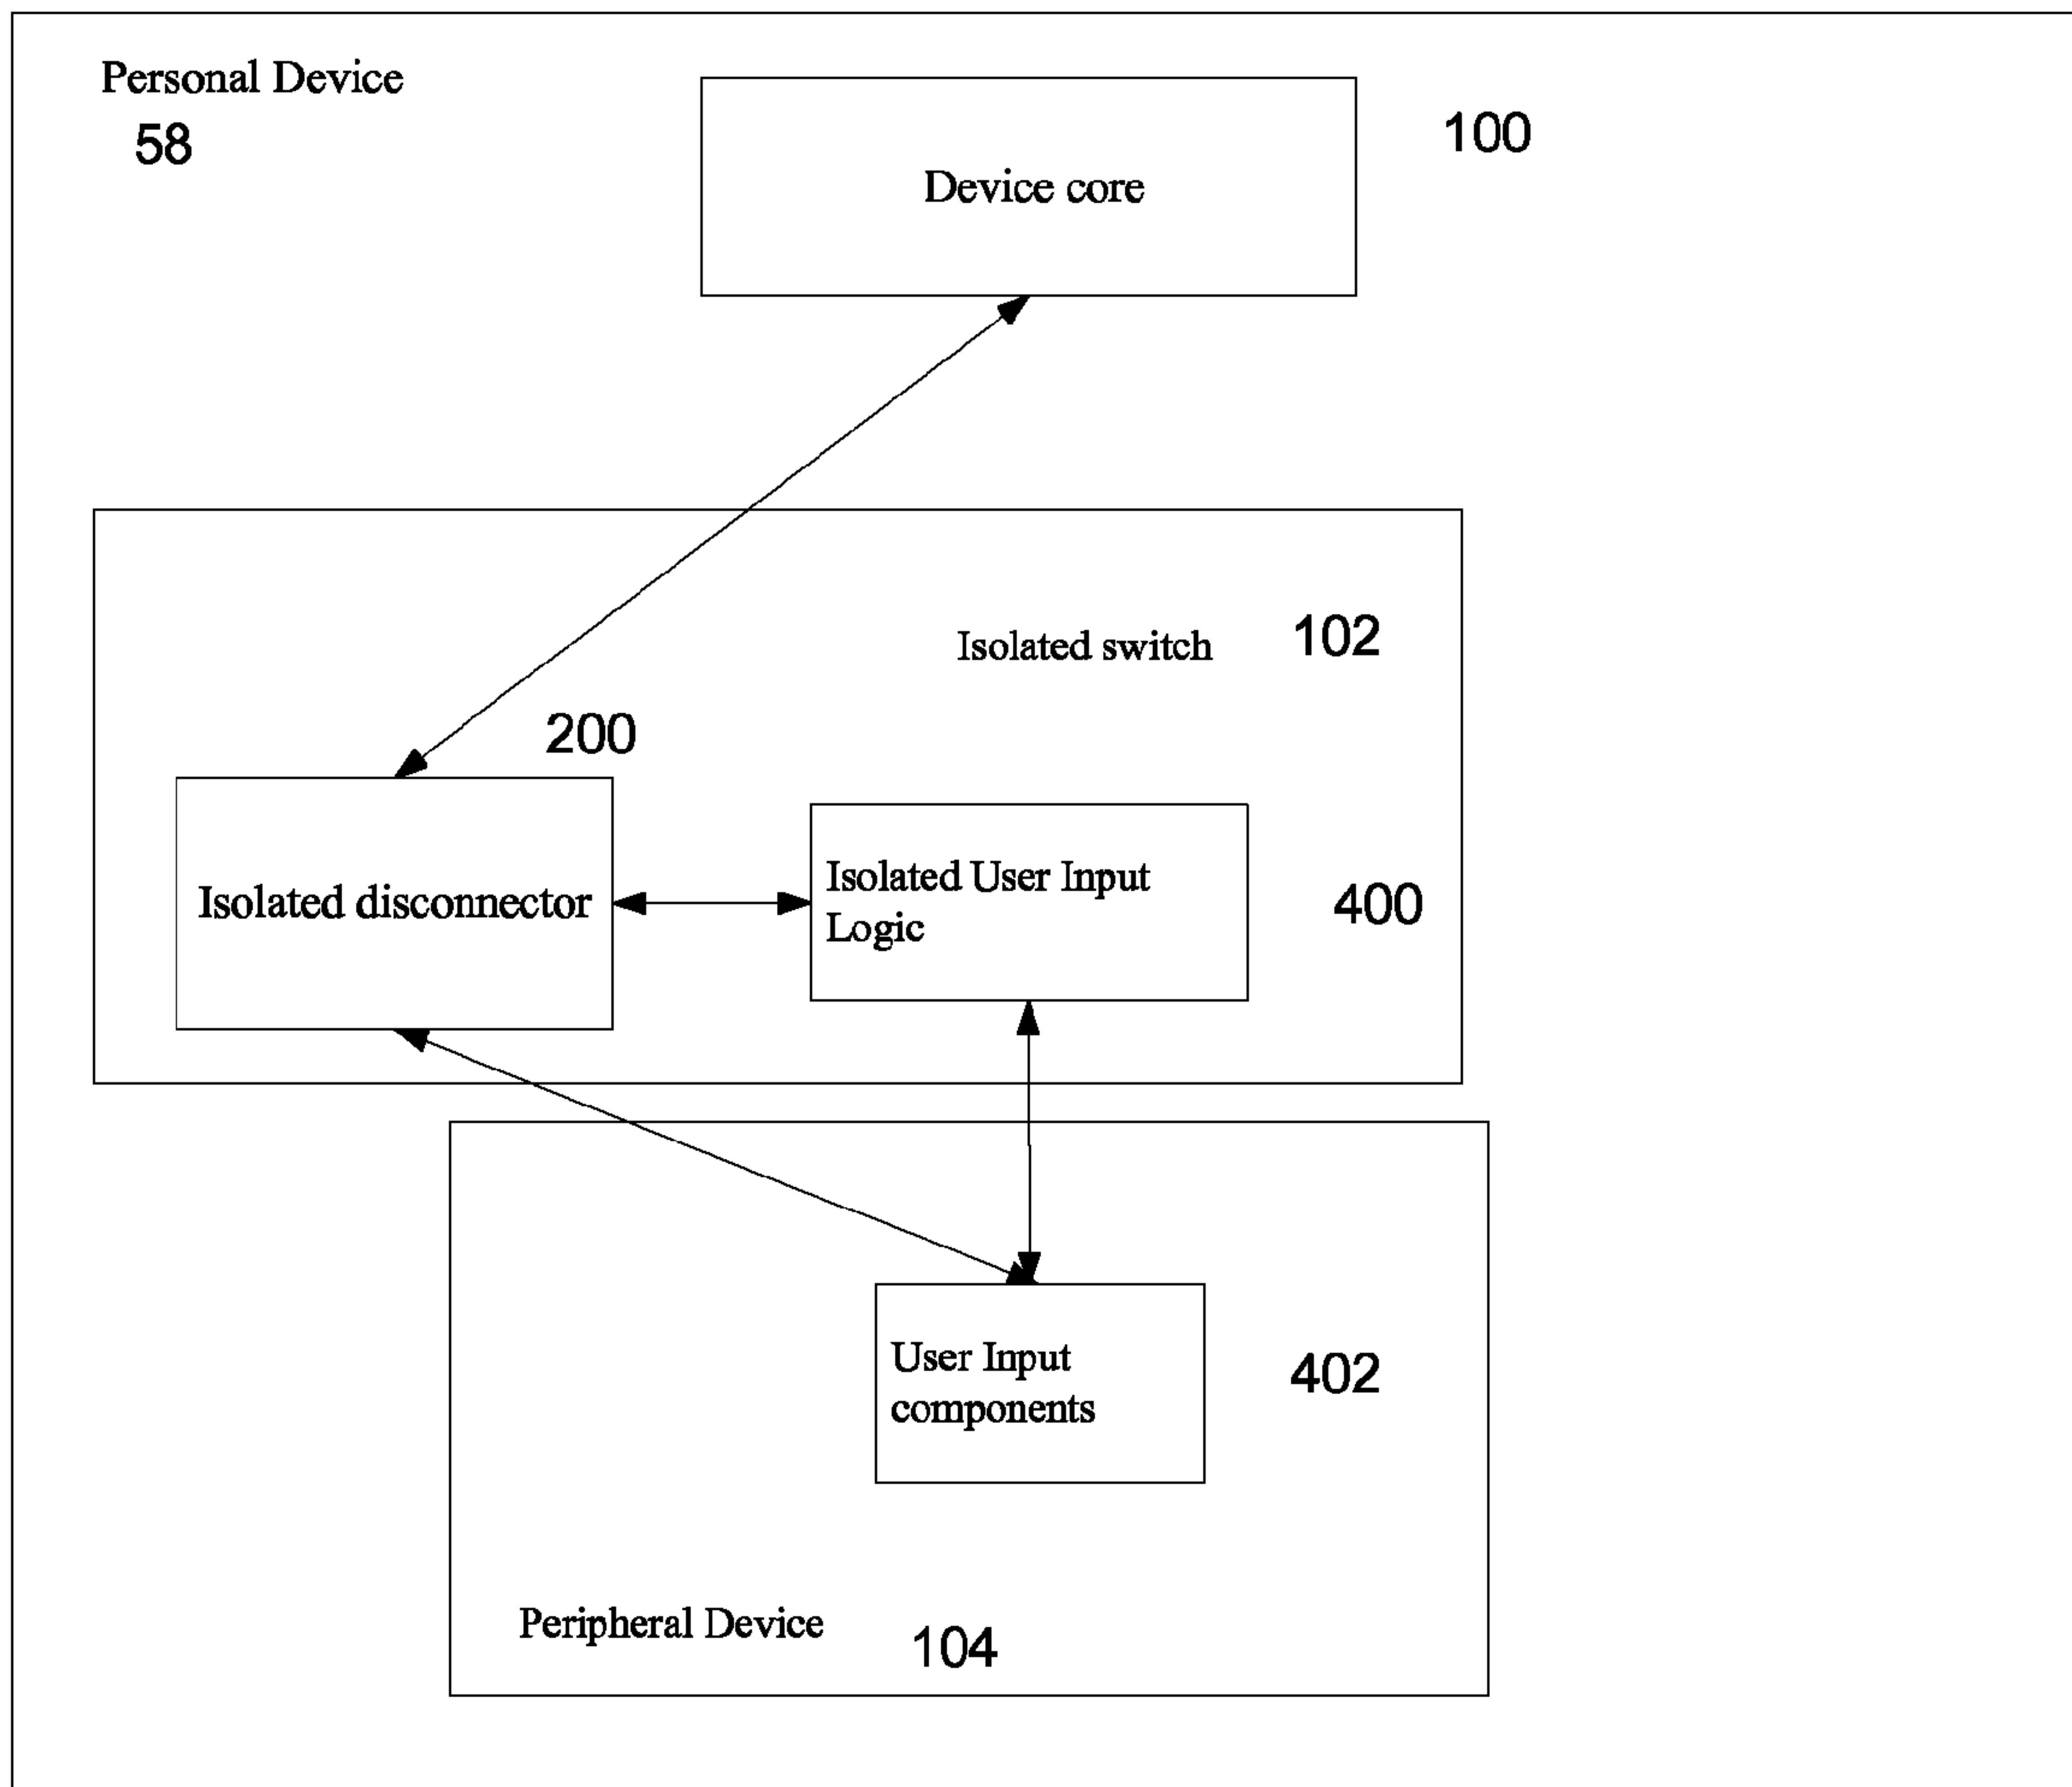 Personal Device
58
100
Device core
Isolated switch
102
200
Isolated disconnector
Isolated User Input
Logic
400
User Input
components
402
Peripheral Device
104